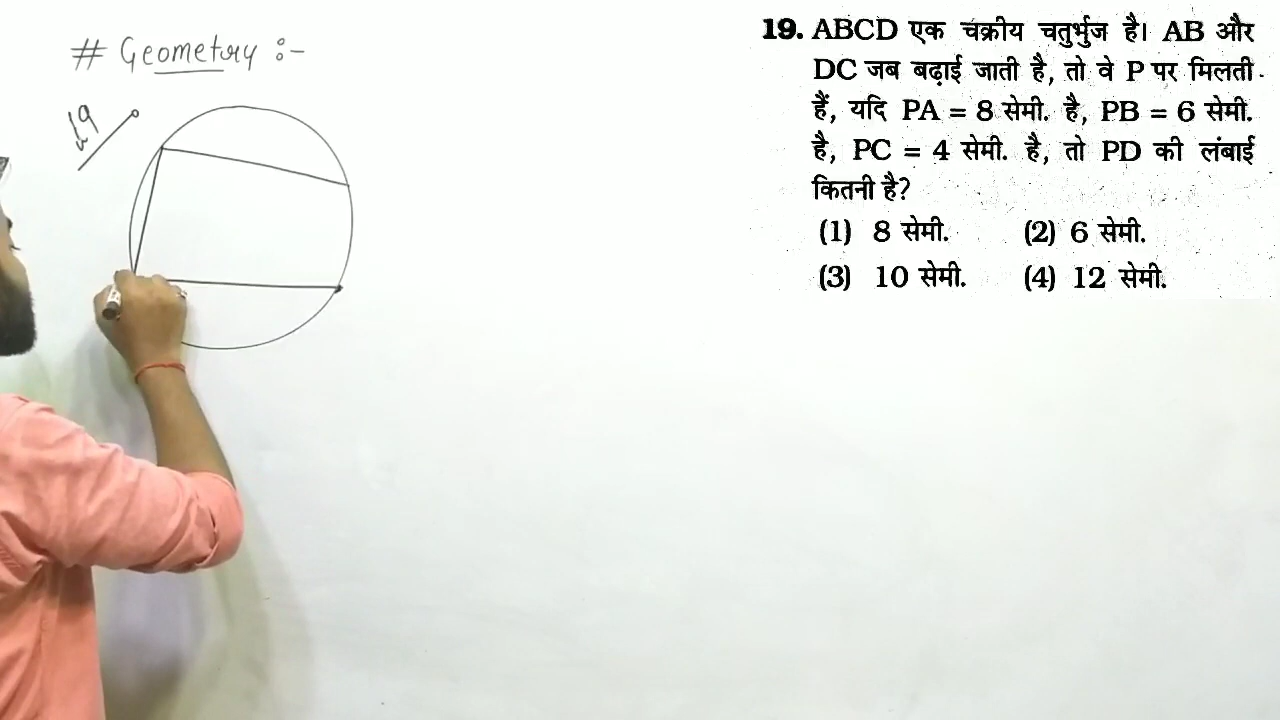 # Geometry :-
19
19. ABCD एक चक्रीय चतुर्भुज है। AB और
DC जब बढ़ाई जाती है, तो वे P पर मिलती
हैं, यदि PA = 8 सेमी. है, PB = 6 सेमी.
है, PC = 4 सेमी. है, तो PD की लंबाई
कितनी है?
(1) 8 सेमी. (2) 6 सेमी.
(3) 10 सेमी. (4) 12 सेमी.